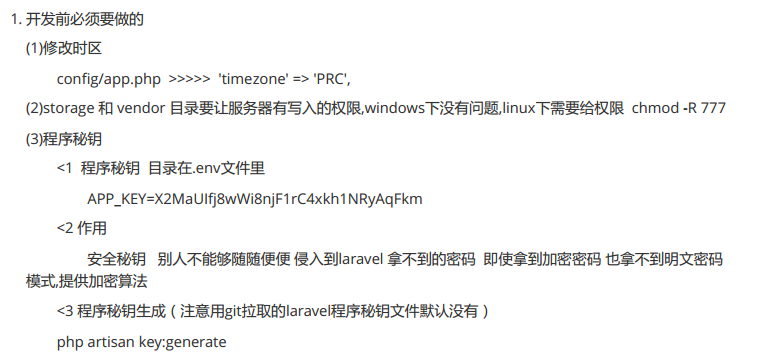 1. 开发前必须要做的
(1)修改时区
config/app.php >>>>> 'timezone' => 'PRC',
(2)storage 和 vendor 目录要让服务器有写入的权限,windows下没有问题,linux下需要给权限 chmod -R 777
(3)程序秘钥
<1 程序秘钥 目录在.env文件里
APP_KEY=X2MaUIfj8wWi8njF1rC4xkh1NRyAqFkm
<2 作用
安全秘钥 别人不能够随随便便 侵入到laravel 拿不到的密码 即使拿到加密密码 也拿不到明文密码
模式,提供加密算法
<3 程序秘钥生成 ( 注意用git拉取的laravel程序秘钥文件默认没有 )
php artisan key:generate